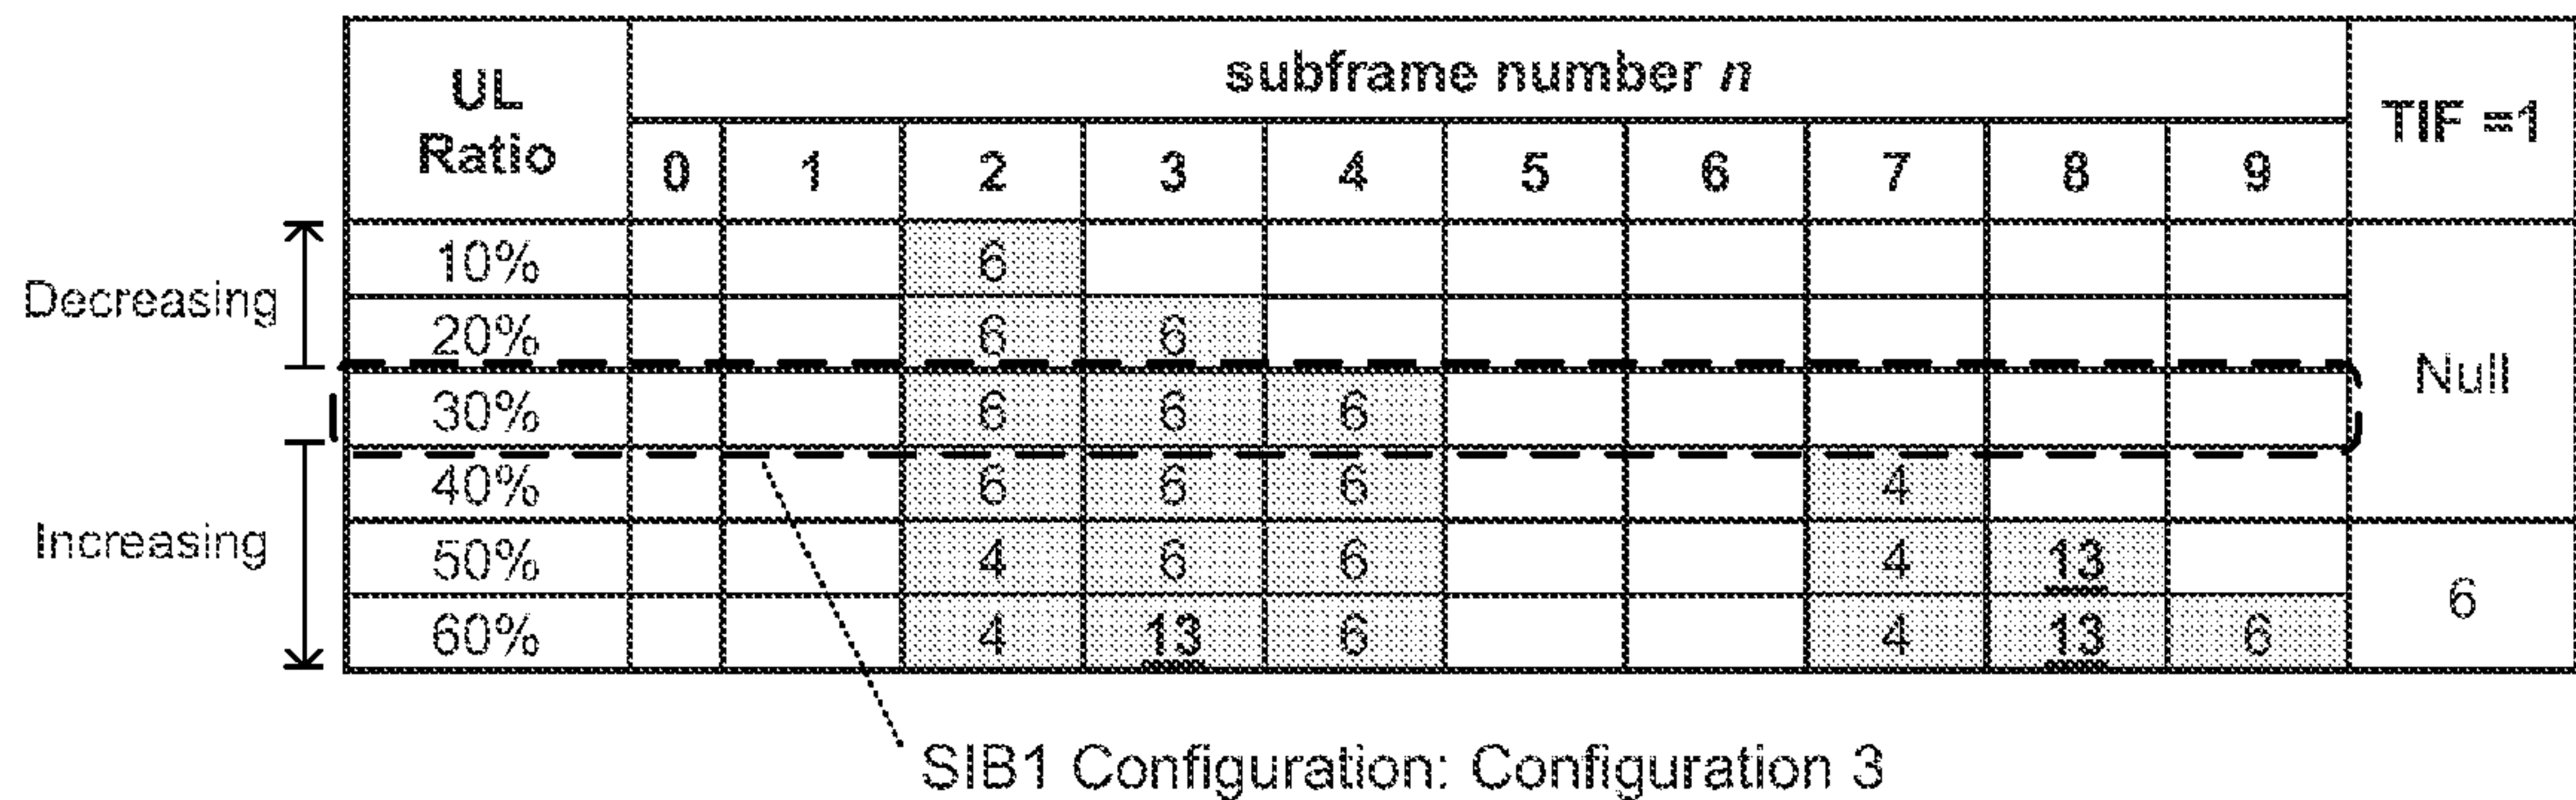 UL Ratio subframe number n TIF =1
0 1 2 3 4 5 6 7 8 9
10% 6
Decreasing
20% 6 6
30% 6 6 6 Null
40% 6 6 6 4
Increasing
50% 4 6 6 4 13
60% 4 13 6 4 13 6 6
SIB1 Configuration: Configuration 3